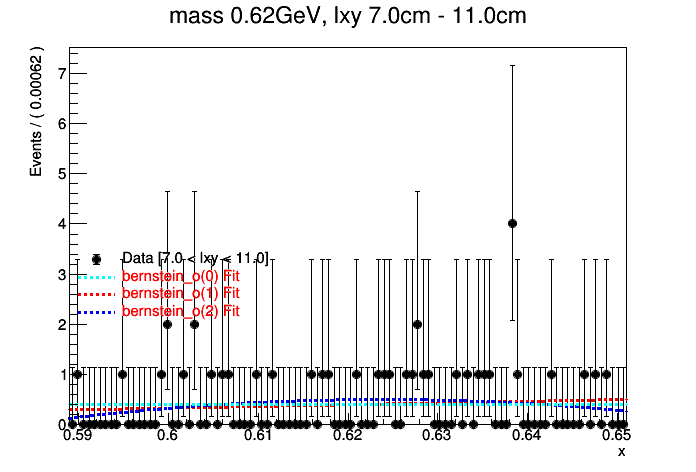 mass 0.62GeV, lxy 7.0cm - 11.0cm
Events / ( 0.00062 )
7
6
5
4
3
2
1
0
Data [7.0 < lxy < 11.0]
bernstein_o(0) Fit
bernstein_o(1) Fit
bernstein_o(2) Fit
0.59 0.6 0.61 0.62 0.63 0.64 0.65
x